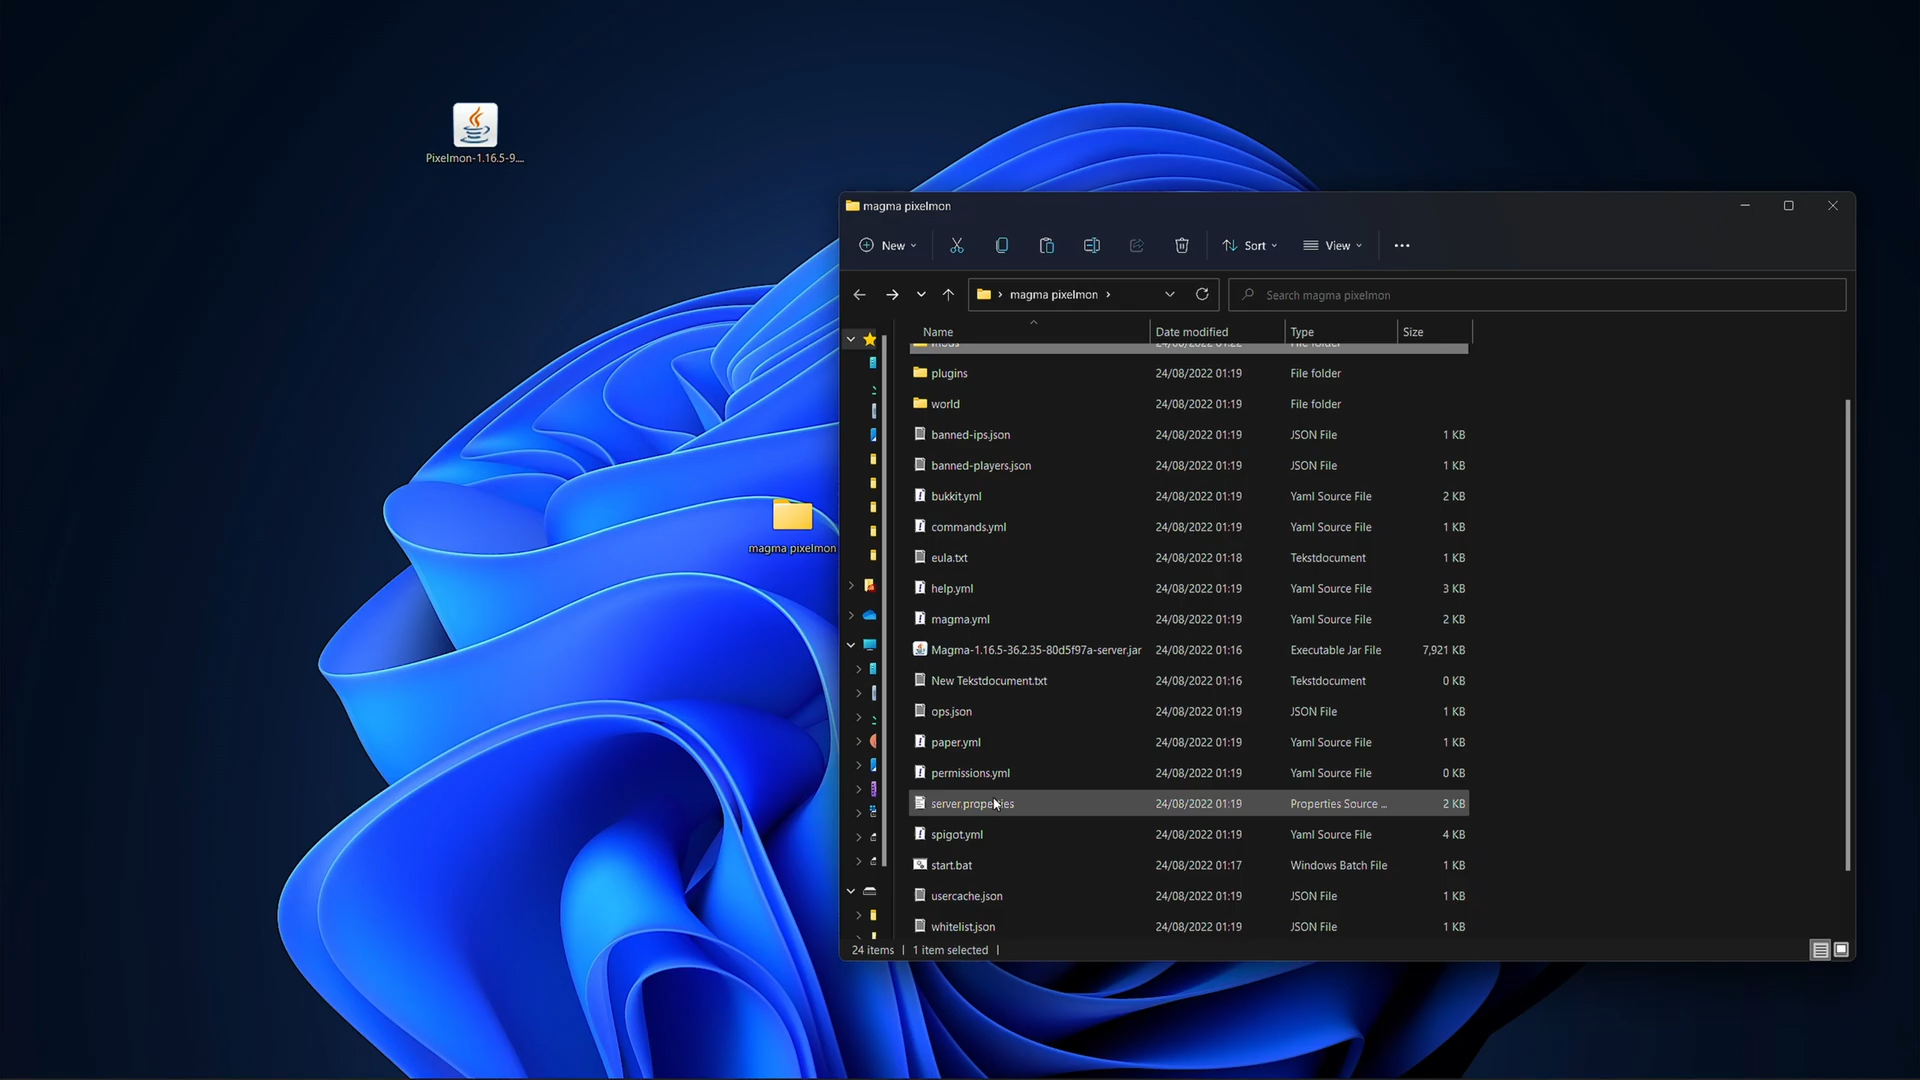 Pixelmon-1.16.5-9....
magma pixelmon
magma pixelmon
New
Sort
View
magma pixelmon
Search magma pixelmon
Name Date modified Type Size
mods 24/08/2022 01:22 File folder
plugins 24/08/2022 01:19 File folder
world 24/08/2022 01:19 File folder
banned-ips.json 24/08/2022 01:19 JSON File 1 KB
banned-players.json 24/08/2022 01:19 JSON File 1 KB
bukkit.yml 24/08/2022 01:19 Yaml Source File 2 KB
commands.yml 24/08/2022 01:19 Yaml Source File 1 KB
eula.txt 24/08/2022 01:18 Tekstdocument 1 KB
help.yml 24/08/2022 01:19 Yaml Source File 3 KB
magma.yml 24/08/2022 01:19 Yaml Source File 2 KB
Magma-1.16.5-36.2.35-80d5f97a-server.jar 24/08/2022 01:16 Executable Jar File 7,921 KB
New Tekstdocument.txt 24/08/2022 01:16 Tekstdocument 0 KB
ops.json 24/08/2022 01:19 JSON File 1 KB
paper.yml 24/08/2022 01:19 Yaml Source File 1 KB
permissions.yml 24/08/2022 01:19 Yaml Source File 0 KB
server.properties 24/08/2022 01:19 Properties Source ... 2 KB
spigot.yml 24/08/2022 01:19 Yaml Source File 4 KB
start.bat 24/08/2022 01:17 Windows Batch File 1 KB
usercache.json 24/08/2022 01:19 JSON File 1 KB
whitelist.json 24/08/2022 01:19 JSON File 1 KB
24 items | 1 item selected |